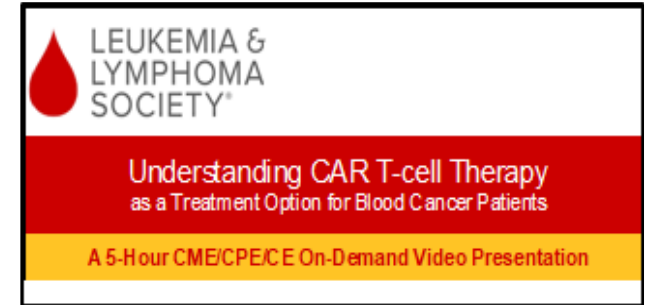 LEUKEMIA &
LYMPHOMA
SOCIETY®
Understanding CAR T-cell Therapy
as a Treatment Option for Blood Cancer Patients
A 5-Hour CME/CPE/CE On-Demand Video Presentation